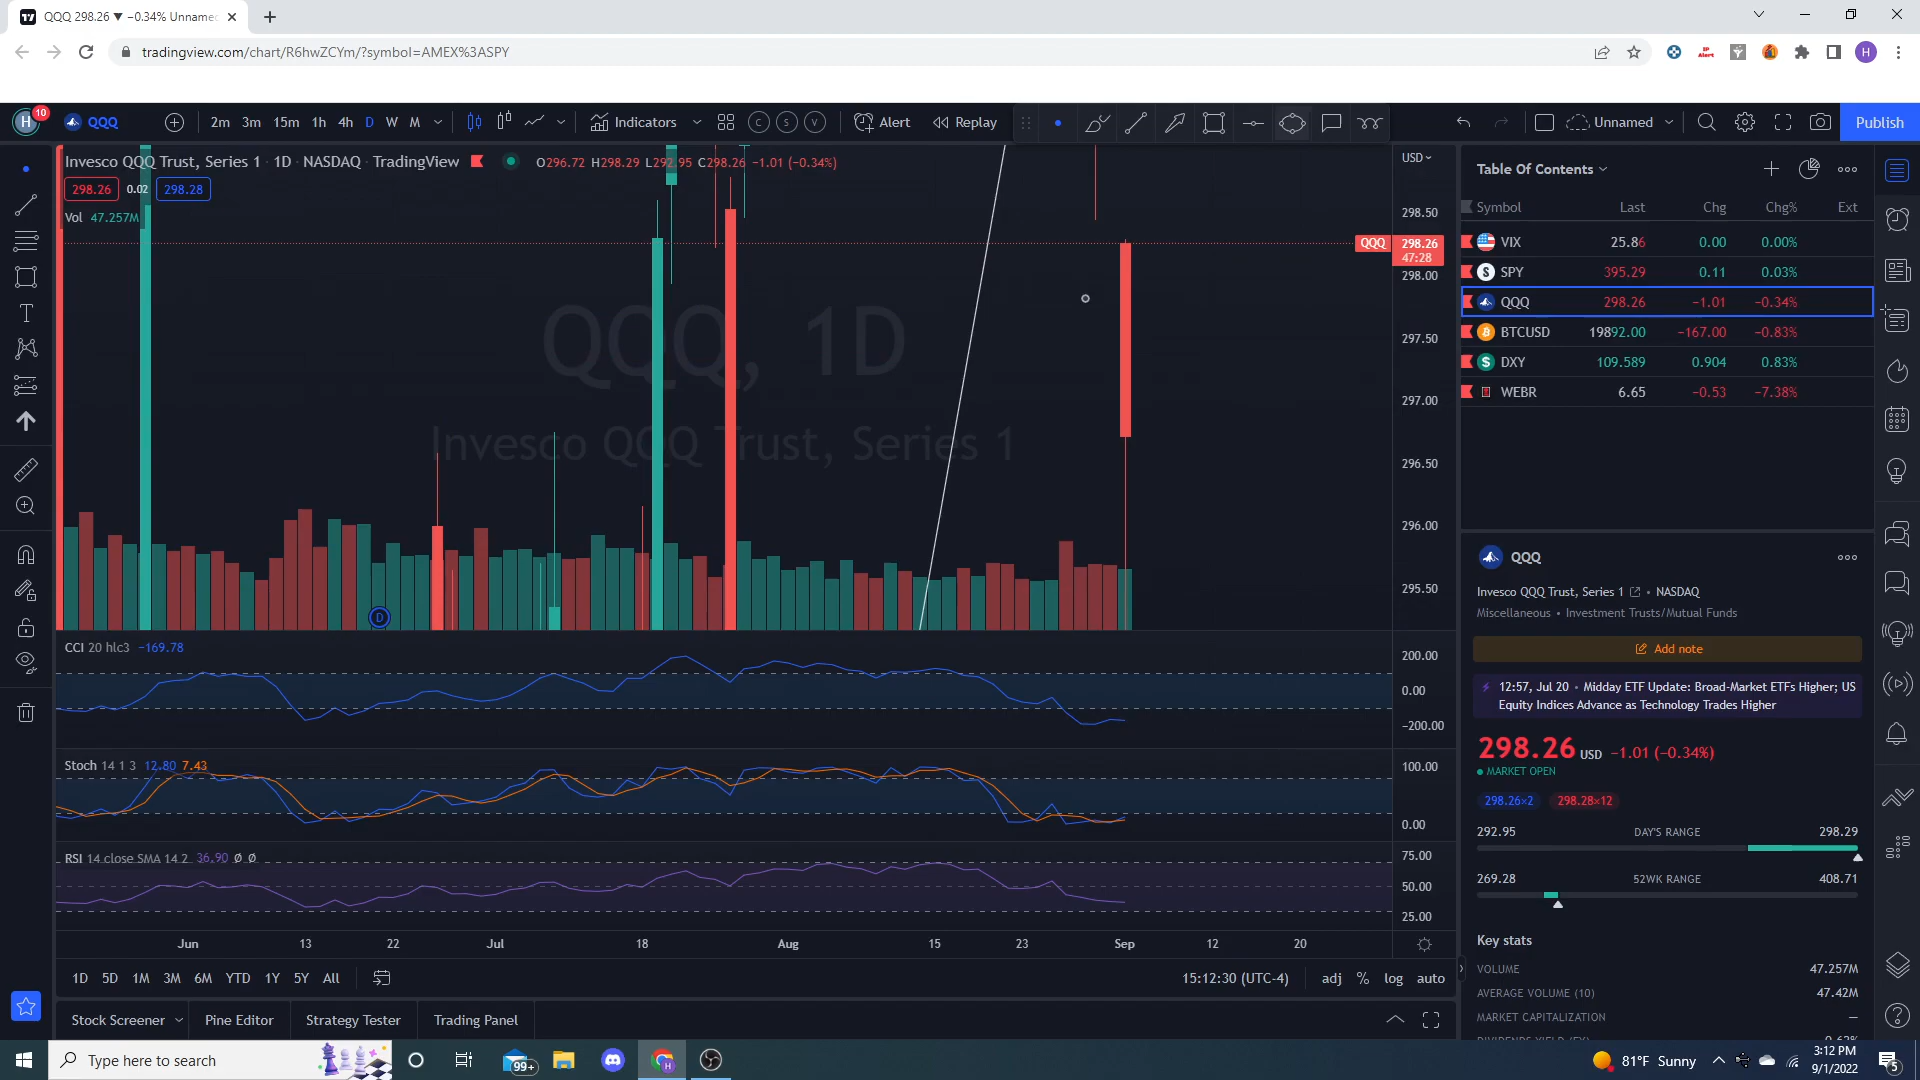 QQQ 298.26 ▼ −0.34% Unname
tradingview.com/chart/R6hwZCYm/?symbol=AMEX%3ASPY
IP Alert
H
H 10 QQQ 2m 3m 15m 1h 4h D W M Indicators C S V Alert Replay Unnamed Publish
Invesco QQQ Trust, Series 1 · 1D · NASDAQ · TradingView O296.72 H298.29 L292.95 C298.26 −1.01 (−0.34%)
298.26 0.02 298.28
Vol 47.257M
QQQ, 1D
Invesco QQQ Trust, Series 1
D
USD
298.50
QQQ 298.26
47:28
298.00
297.50
297.00
296.50
296.00
295.50
CCI 20 hlc3 −169.78
200.00
0.00
−200.00
Stoch 14 1 3 12.80 7.43
100.00
0.00
RSI 14 close SMA 14 2 36.90 Ø Ø
75.00
50.00
25.00
Jun 13 22 Jul 18 Aug 15 23 Sep 12 20
1D 5D 1M 3M 6M YTD 1Y 5Y All
15:12:30 (UTC-4) adj % log auto
Stock Screener Pine Editor Strategy Tester Trading Panel
Table Of Contents
Symbol Last Chg Chg% Ext
VIX 25.86 0.00 0.00%
SPY 395.29 0.11 0.03%
QQQ 298.26 −1.01 −0.34%
BTCUSD 19892.00 −167.00 −0.83%
DXY 109.589 0.904 0.83%
WEBR 6.65 −0.53 −7.38%
QQQ
Invesco QQQ Trust, Series 1 • NASDAQ
Miscellaneous • Investment Trusts/Mutual Funds
Add note
12:57, Jul 20 • Midday ETF Update: Broad-Market ETFs Higher; US
Equity Indices Advance as Technology Trades Higher
298.26 USD −1.01 (−0.34%)
MARKET OPEN
298.26×2 298.28×12
292.95 DAY'S RANGE 298.29
269.28 52WK RANGE 408.71
Key stats
VOLUME 47.257M
AVERAGE VOLUME (10) 47.42M
MARKET CAPITALIZATION —
Type here to search
99+
81°F Sunny
3:12 PM
9/1/2022
5